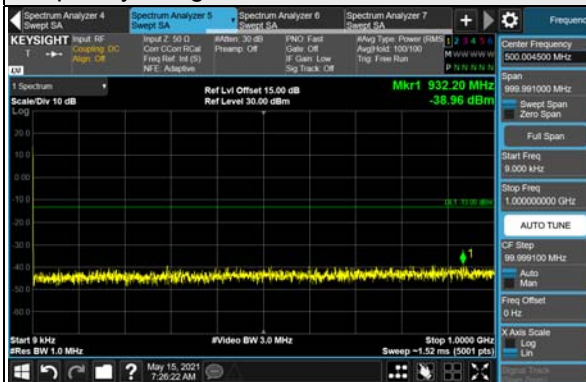 Spectrum Analyzer 4
Swept SA
Spectrum Analyzer 5
Swept SA
Spectrum Analyzer 6
Swept SA
Spectrum Analyzer 7
Swept SA
Frequency
KEYSIGHT
Input: RF
Coupling: DC
Align: Off
Input Z: 50 Ω
Corr CCorr RCal
Freq Ref: Int (S)
NFE: Adaptive
#Atten: 30 dB
Preamp: Off
PNO: Fast
Gate: Off
IF Gain: Low
Sig Track: Off
#Avg Type: Power (RMS
Avg|Hold: 100/100
Trig: Free Run
1 2 3 4 5 6
M W W W W W
P N N N N N
1 Spectrum
Scale/Div 10 dB
Log
Ref Lvl Offset 15.00 dB
Ref Level 30.00 dBm
Mkr1 932.20 MHz
-38.96 dBm
20.0
10.0
0.00
-10.0
-20.0
-30.0
-40.0
-50.0
-60.0
1
Start 9 kHz
#Res BW 1.0 MHz
#Video BW 3.0 MHz
Stop 1.0000 GHz
Sweep ~1.52 ms (5001 pts)
May 15, 2021
7:26:22 AM
Center Frequency
500.004500 MHz
Span
999.991000 MHz
Swept Span
Zero Span
Full Span
Start Freq
9.000 kHz
Stop Freq
1.000000000 GHz
AUTO TUNE
CF Step
99.999100 MHz
Auto
Man
Freq Offset
0 Hz
X Axis Scale
Log
Lin
Signal Track